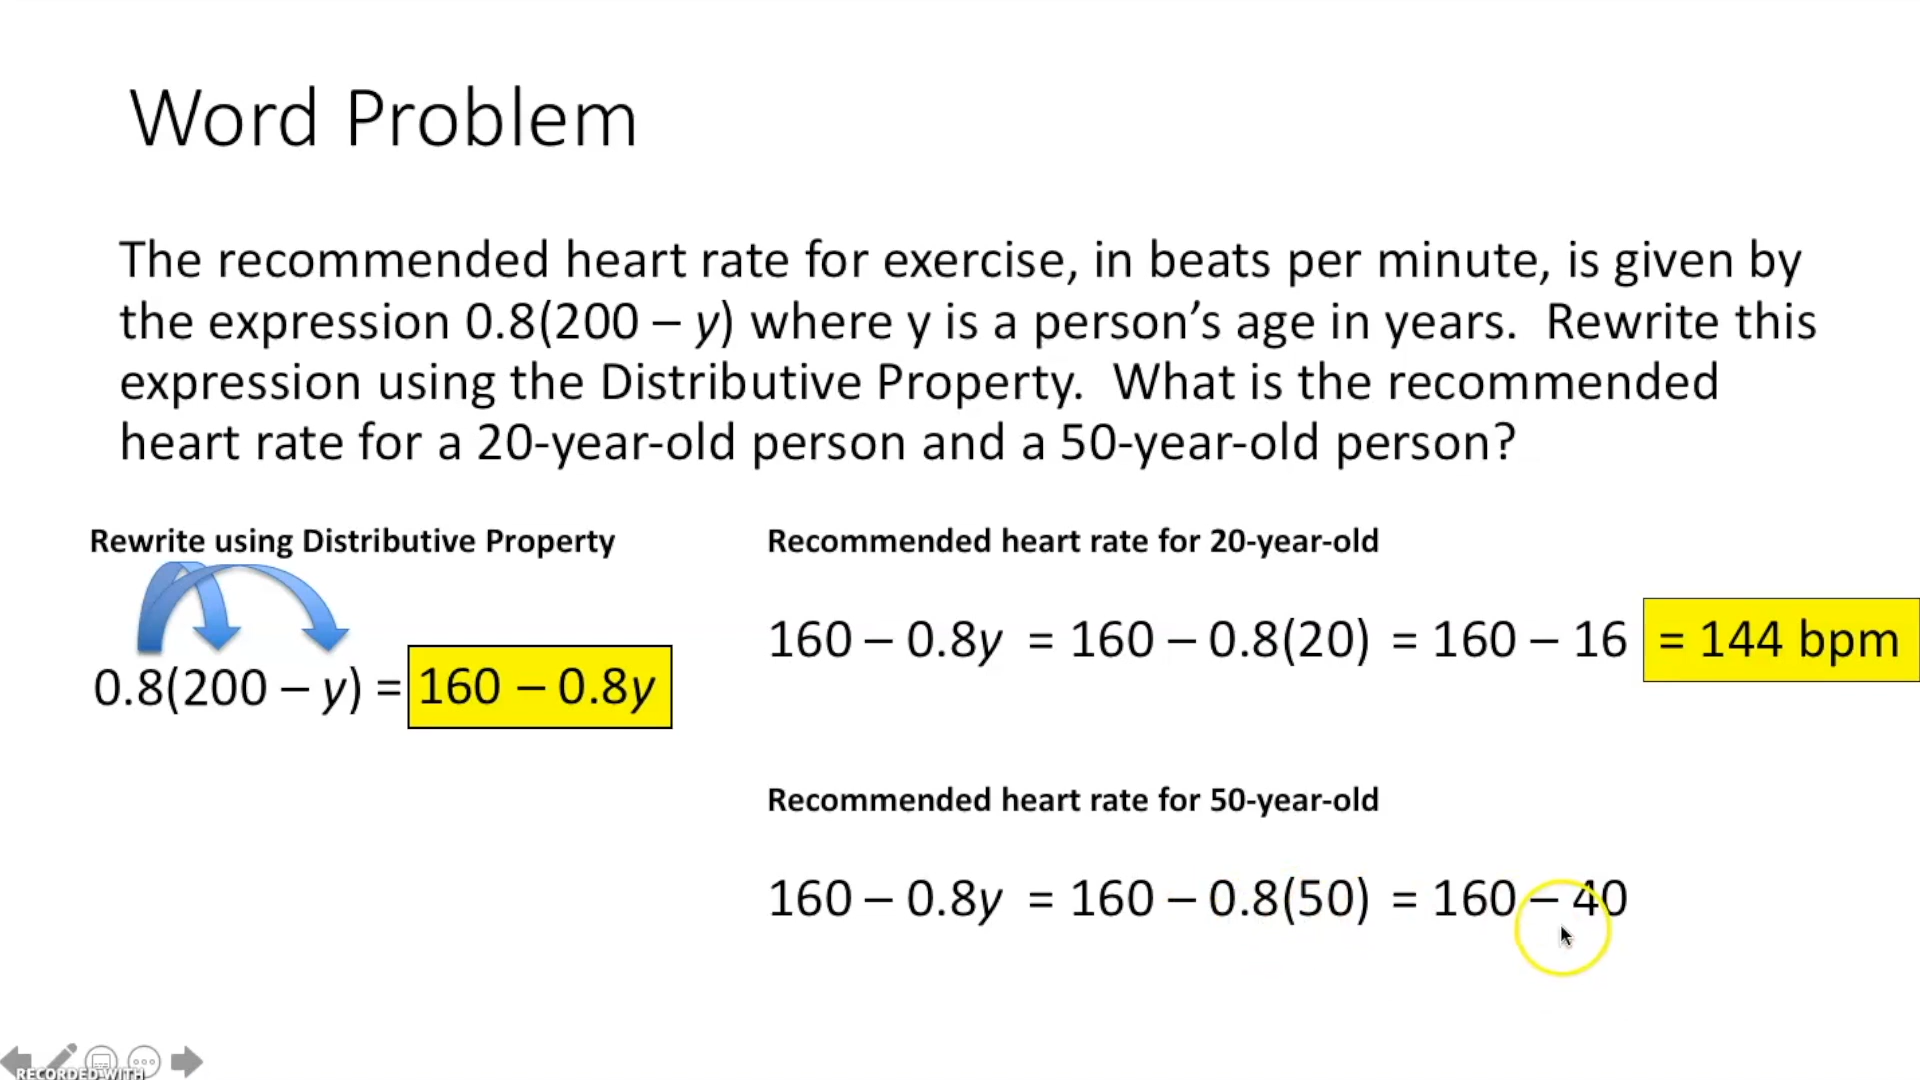 Word Problem
The recommended heart rate for exercise, in beats per minute, is given by
the expression 0.8(200 – y) where y is a person’s age in years.  Rewrite this
expression using the Distributive Property.  What is the recommended
heart rate for a 20-year-old person and a 50-year-old person?
Rewrite using Distributive Property
0.8(200 – y) = 160 – 0.8y
Recommended heart rate for 20-year-old
160 – 0.8y = 160 – 0.8(20) = 160 – 16 = 144 bpm
Recommended heart rate for 50-year-old
160 – 0.8y = 160 – 0.8(50) = 160 – 40
RECORDED WITH